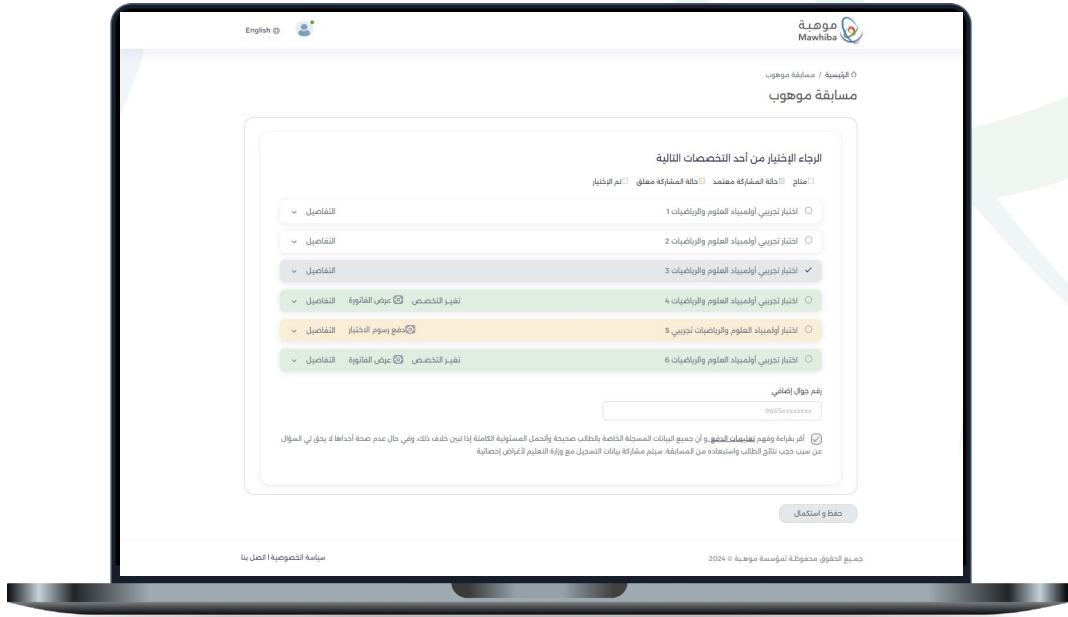 موهبة
Mawhiba
English
الرئيسية / مسابقة موهوب
مسابقة موهوب
الرجاء الإختيار من أحد التخصصات التالية
متاح حالة المشاركة معتمد حالة المشاركة معلق تم الإختيار
اختبار تجريبي أولمبياد العلوم والرياضيات 1 التفاصيل
اختبار تجريبي أولمبياد العلوم والرياضيات 2 التفاصيل
اختبار تجريبي أولمبياد العلوم والرياضيات 3 التفاصيل
اختبار تجريبي أولمبياد العلوم والرياضيات 4 تغيير التخصص عرض الفاتورة التفاصيل
اختبار أولمبياد العلوم والرياضيات تجريبي 5 دفع رسوم الاختبار التفاصيل
اختبار تجريبي أولمبياد العلوم والرياضيات 6 تغيير التخصص عرض الفاتورة التفاصيل
رقم جوال إضافي
9665xxxxxxxx
أقر بقراءة وفهم تعليمات الدفع و أن جميع البيانات المسجلة الخاصة بالطالب صحيحة وأتحمل المسئولية الكاملة إذا تبين خلاف ذلك، وفي حال عدم صحة أحداها لا يحق لي السؤال
عن سبب حجب نتائج الطالب واستبعاده من المسابقة. سيتم مشاركة بيانات التسجيل مع وزارة التعليم لأغراض إحصائية
حفظ و استكمال
جميع الحقوق محفوظة لمؤسسة موهبة © 2024
سياسة الخصوصية | اتصل بنا